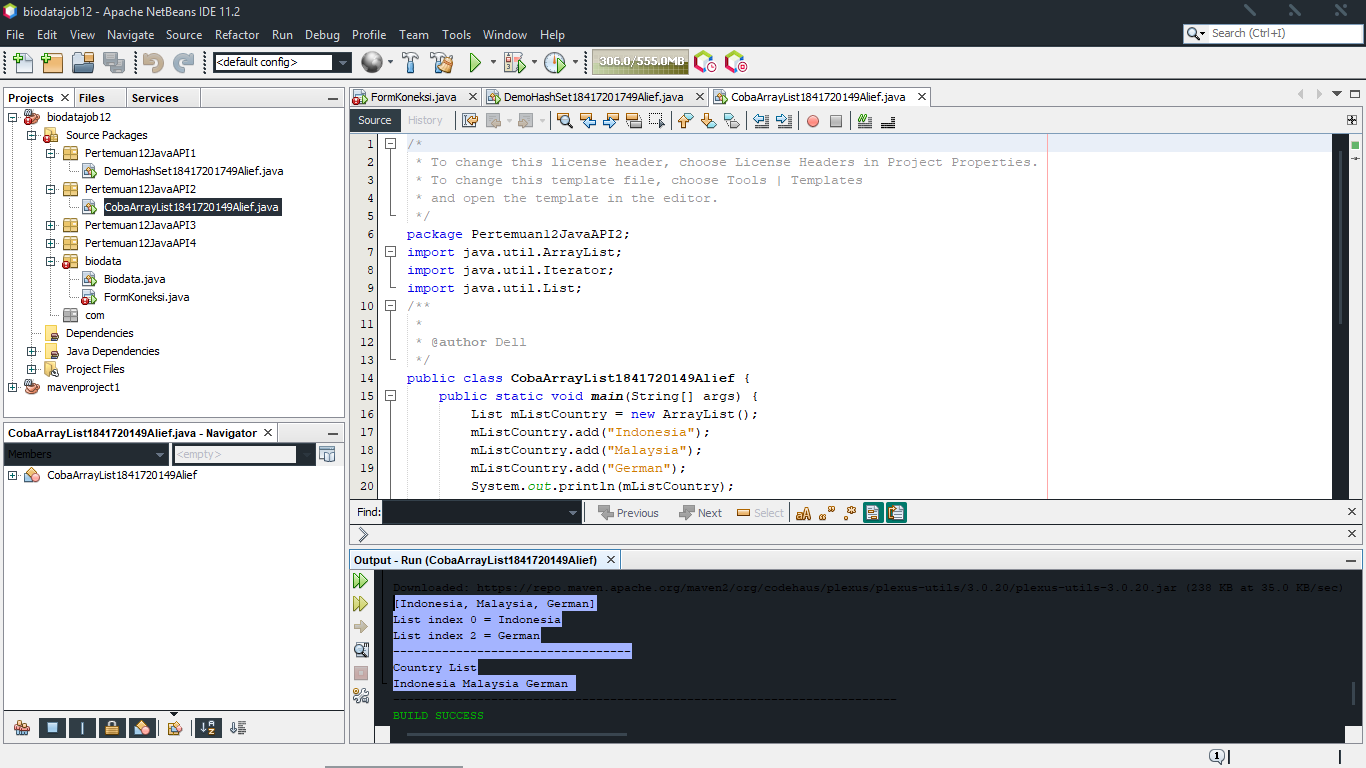 biodatajob12 - Apache NetBeans IDE 11.2
File Edit View Navigate Source Refactor Run Debug Profile Team Tools Window Help
Search (Ctrl+I)
<default config>
306.0/555.0MB
Projects Files Services
biodatajob12
Source Packages
Pertemuan12JavaAPI1
DemoHashSet18417201749Alief.java
Pertemuan12JavaAPI2
CobaArrayList1841720149Alief.java
Pertemuan12JavaAPI3
Pertemuan12JavaAPI4
biodata
Biodata.java
FormKoneksi.java
com
Dependencies
Java Dependencies
Project Files
mavenproject1
CobaArrayList1841720149Alief.java - Navigator
Members <empty>
CobaArrayList1841720149Alief
FormKoneksi.java DemoHashSet18417201749Alief.java CobaArrayList1841720149Alief.java
Source History
1 /*
2 * To change this license header, choose License Headers in Project Properties.
3 * To change this template file, choose Tools | Templates
4 * and open the template in the editor.
5 */
6 package Pertemuan12JavaAPI2;
7 import java.util.ArrayList;
8 import java.util.Iterator;
9 import java.util.List;
10 /**
11 *
12 * @author Dell
13 */
14 public class CobaArrayList1841720149Alief {
15 public static void main(String[] args) {
16 List mListCountry = new ArrayList();
17 mListCountry.add("Indonesia");
18 mListCountry.add("Malaysia");
19 mListCountry.add("German");
20 System.out.println(mListCountry);
Find: Previous Next Select
Output - Run (CobaArrayList1841720149Alief)
Downloaded: https://repo.maven.apache.org/maven2/org/codehaus/plexus/plexus-utils/3.0.20/plexus-utils-3.0.20.jar (238 KB at 35.0 KB/sec)
[Indonesia, Malaysia, German]
List index 0 = Indonesia
List index 2 = German
----------------------------------
Country List
Indonesia Malaysia German
------------------------------------------------------------------------
BUILD SUCCESS
1